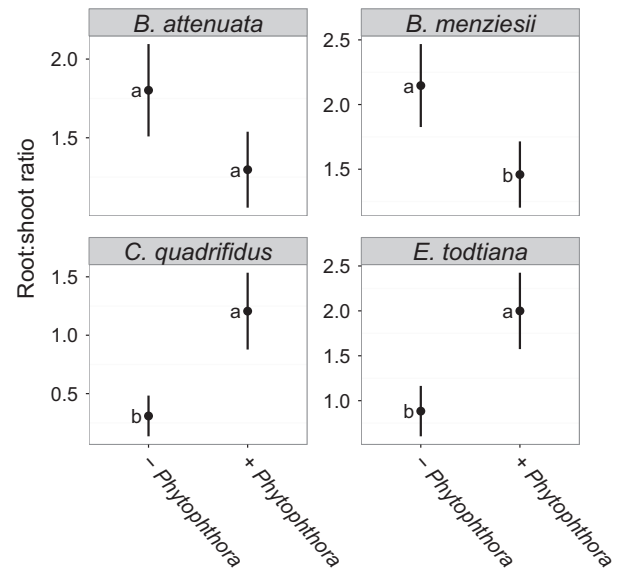 B. attenuata
B. menziesii
2.0
1.5
a
a
2.5
2.0
1.5
a
b
Root:shoot ratio
C. quadrifidus
E. todtiana
1.5
1.0
0.5
b
a
2.5
2.0
1.5
1.0
b
a
– Phytophthora
+ Phytophthora
– Phytophthora
+ Phytophthora